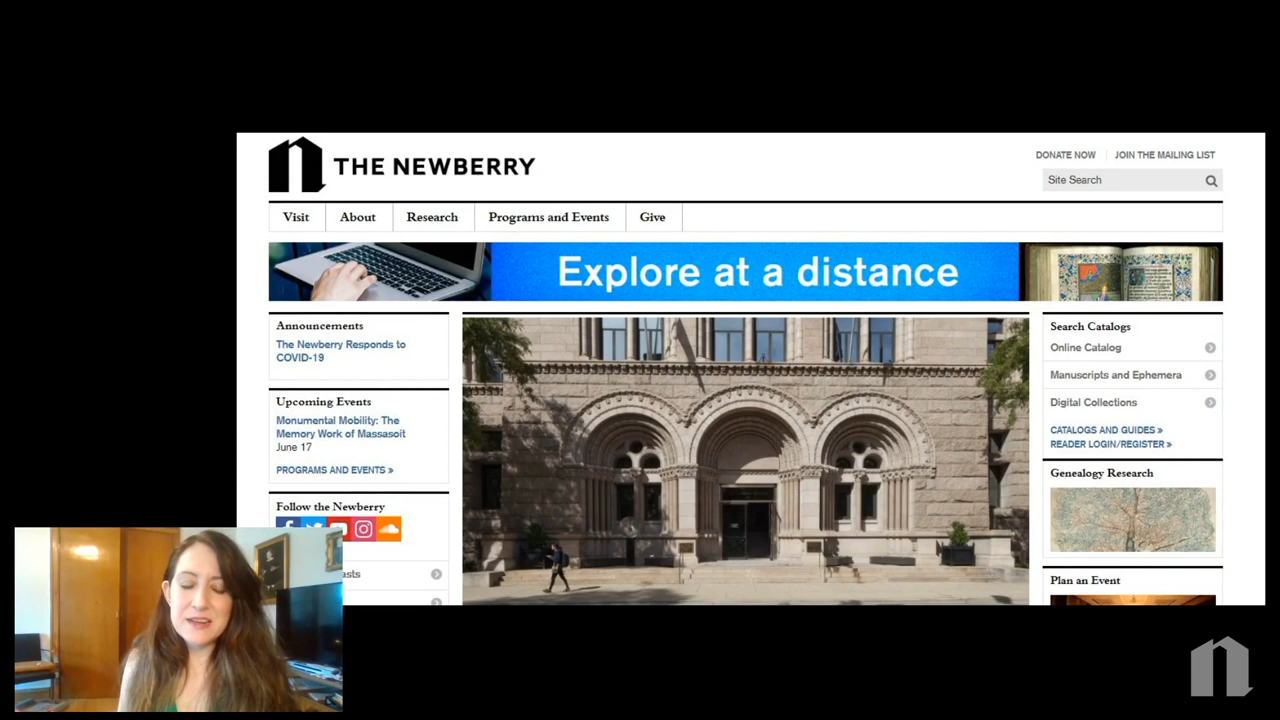 THE NEWBERRY
DONATE NOW
JOIN THE MAILING LIST
Site Search
Visit
About
Research
Programs and Events
Give
Explore at a distance
Announcements
The Newberry Responds to
COVID-19
Upcoming Events
Monumental Mobility: The
Memory Work of Massasoit
June 17
PROGRAMS AND EVENTS »
Follow the Newberry
Search Catalogs
Online Catalog
Manuscripts and Ephemera
Digital Collections
CATALOGS AND GUIDES »
READER LOGIN/REGISTER »
Genealogy Research
Plan an Event